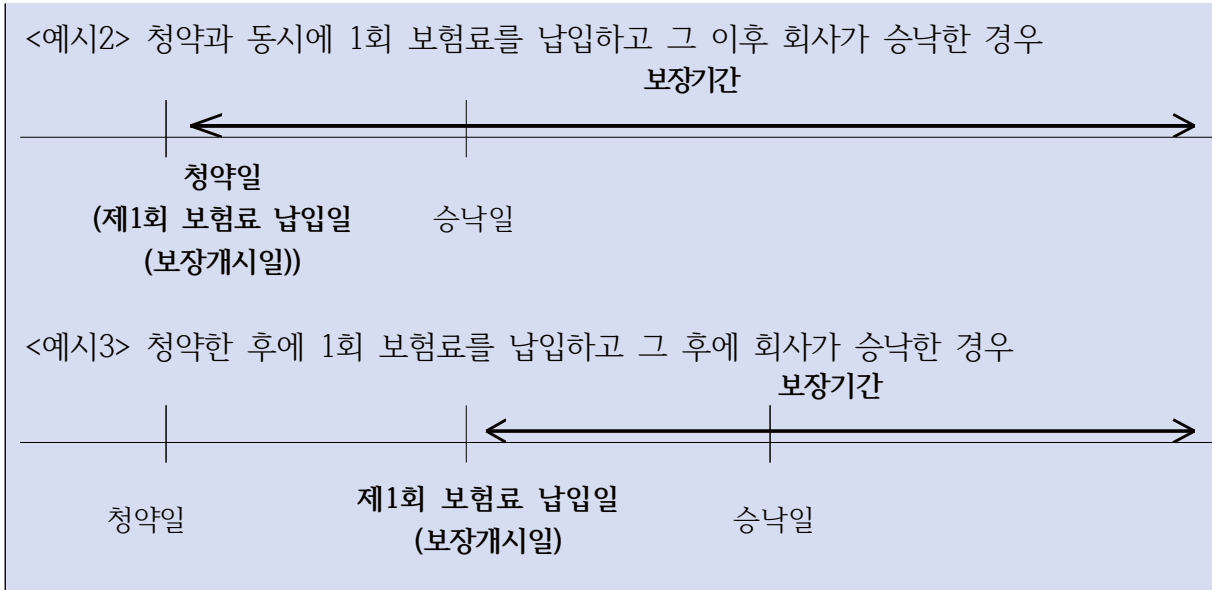 <예시2> 청약과 동시에 1회 보험료를 납입하고 그 이후 회사가 승낙한 경우
보장기간
청약일
(제1회 보험료 납입일 승낙일
(보장개시일))
<예시3> 청약한 후에 1회 보험료를 납입하고 그 후에 회사가 승낙한 경우
보장기간
청약일 제1회 보험료 납입일 승낙일
(보장개시일)